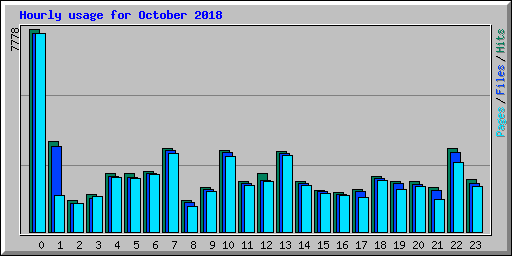 Hourly usage for October 2018
7778
Pages/Files/Hits
0 1 2 3 4 5 6 7 8 9 10 11 12 13 14 15 16 17 18 19 20 21 22 23